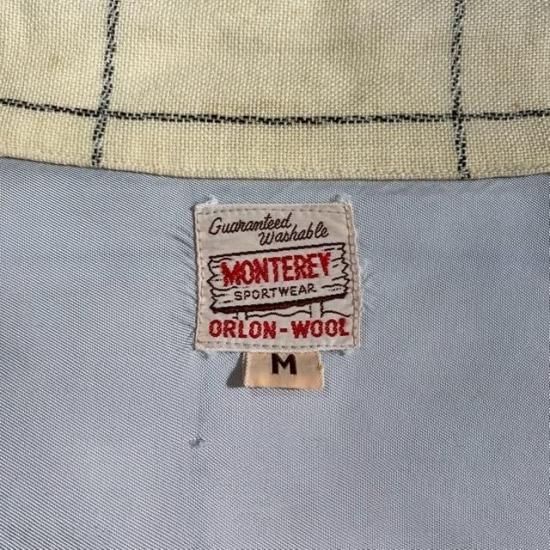 Guaranteed
Washable
MONTEREY
SPORTWEAR
ORLON-WOOL
M